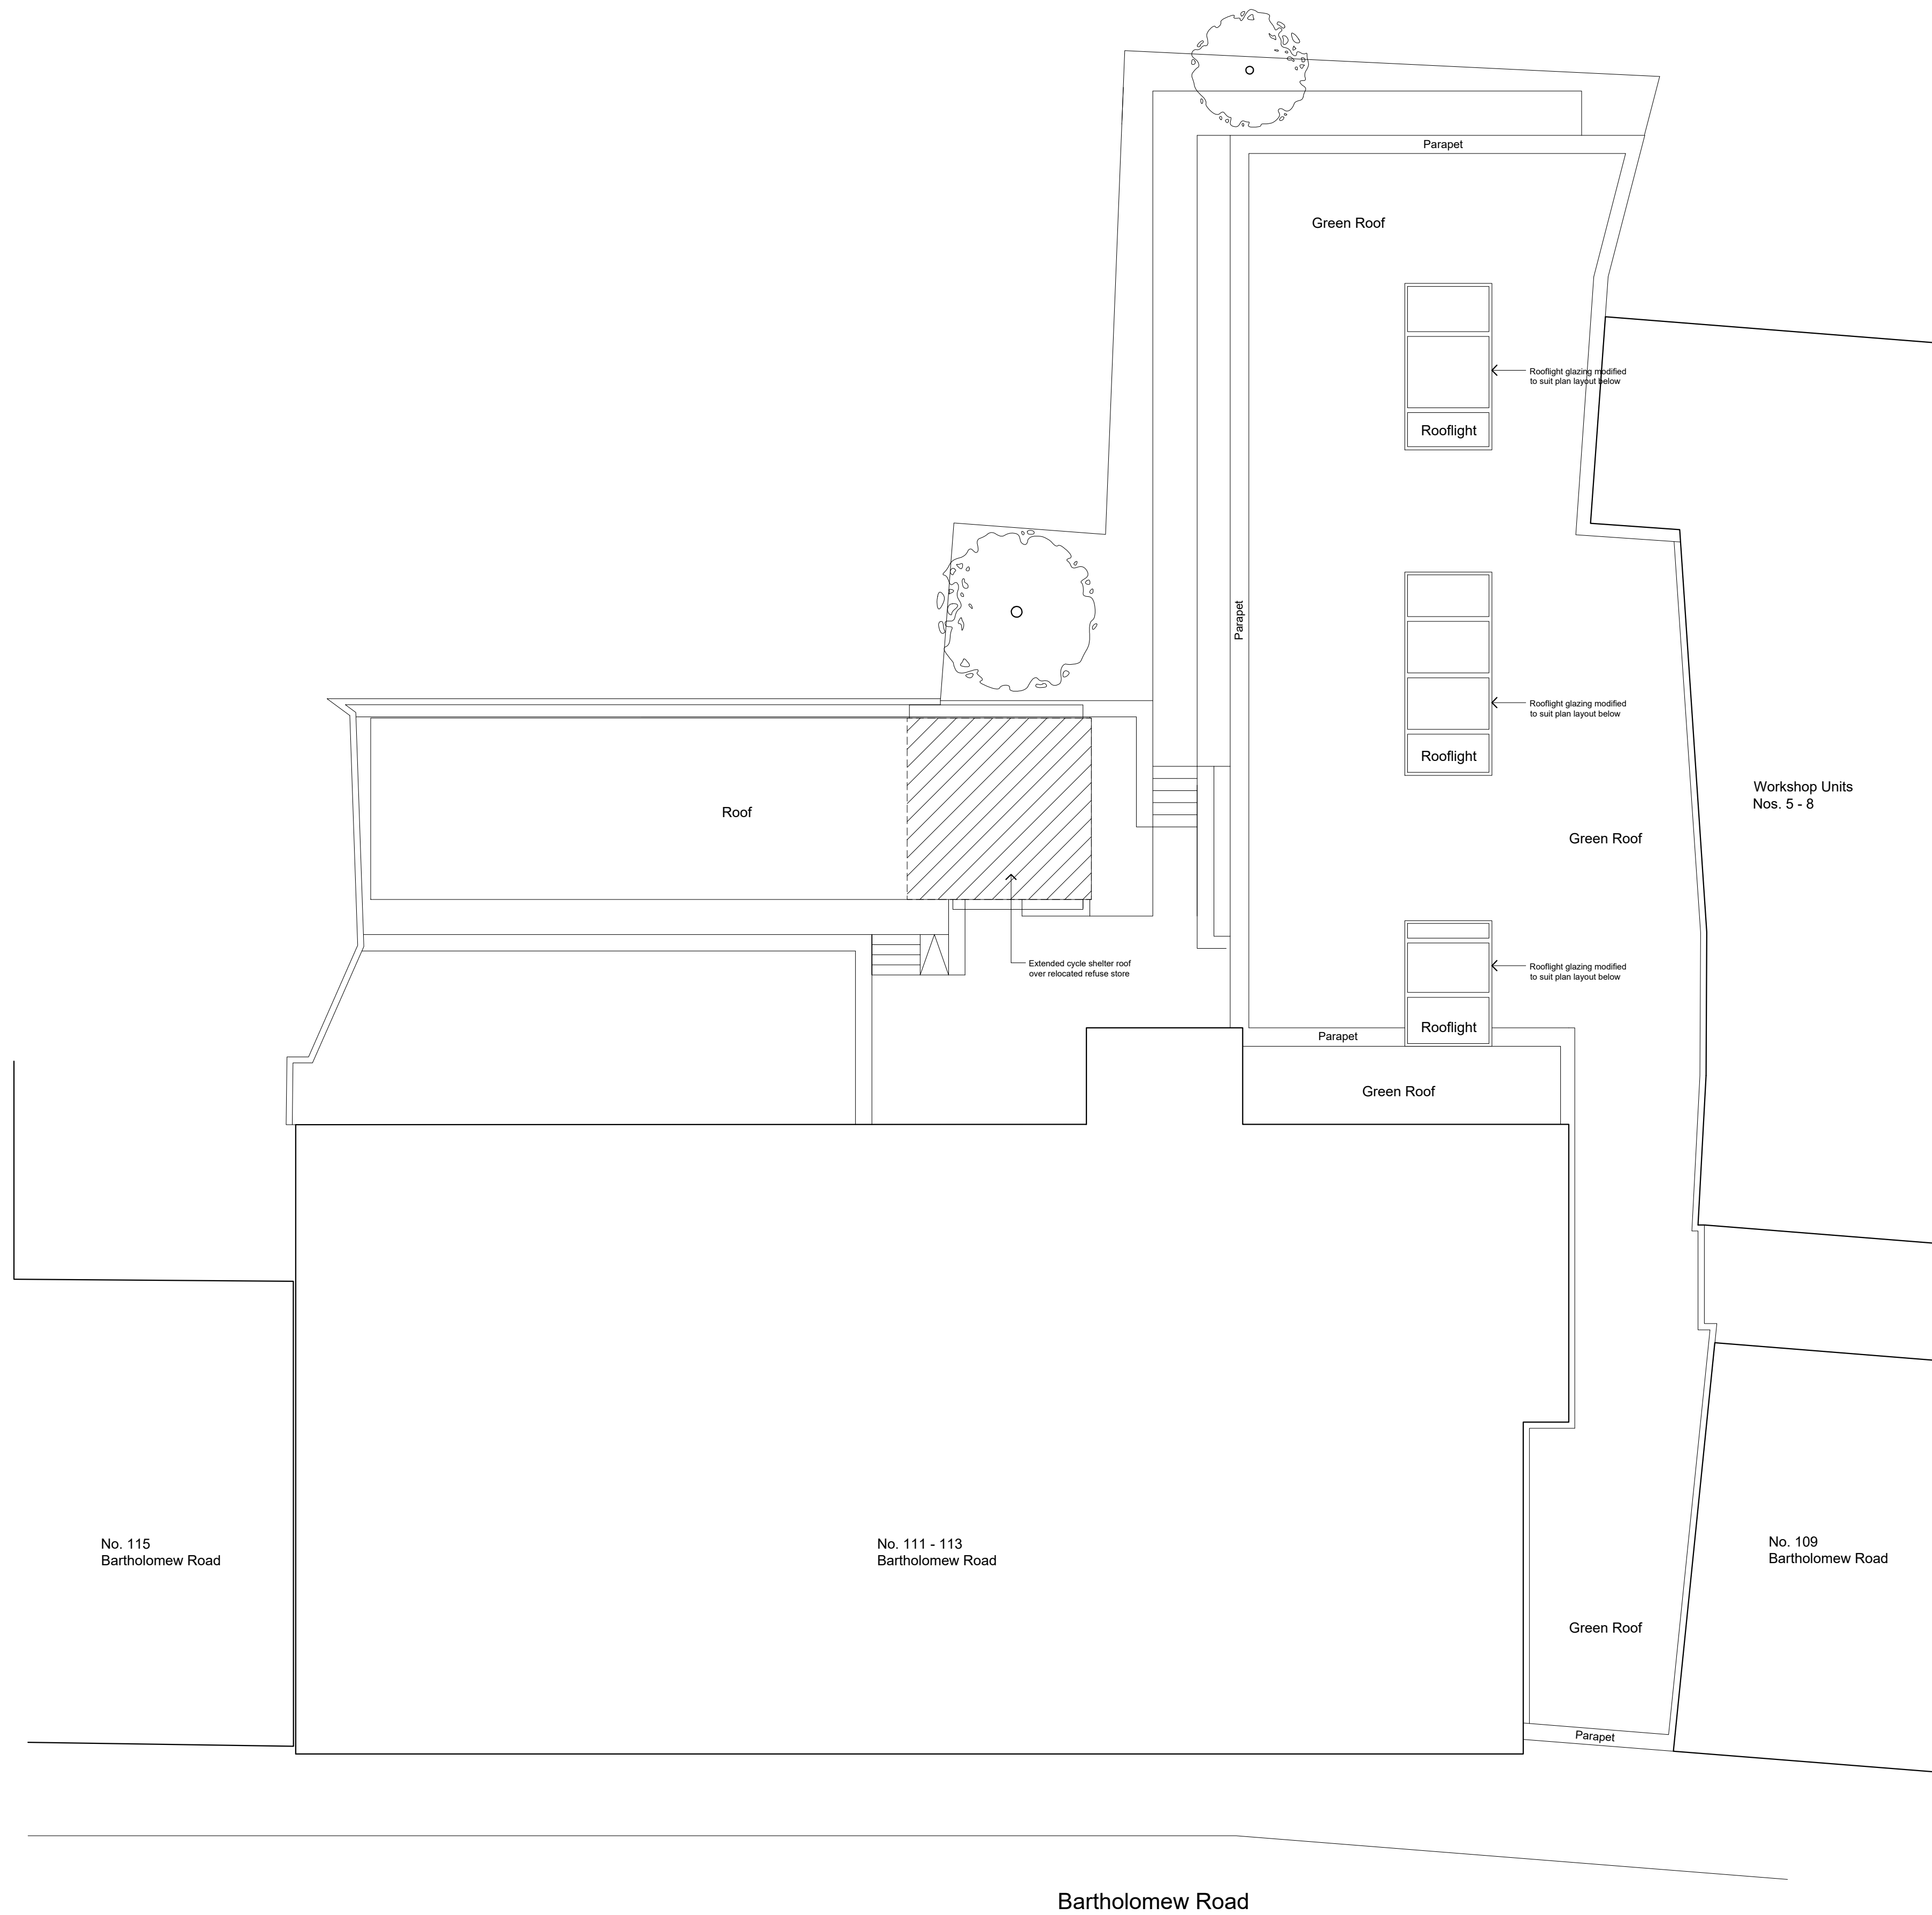 Parapet
Green Roof
Rooflight glazing modified
to suit plan layout below
Rooflight
Parapet
Rooflight glazing modified
to suit plan layout below
Rooflight
Workshop Units
Nos. 5 - 8
Roof
Green Roof
Extended cycle shelter roof
over relocated refuse store
Rooflight glazing modified
to suit plan layout below
Rooflight
Parapet
Green Roof
No. 115
Bartholomew Road
No. 111 - 113
Bartholomew Road
No. 109
Bartholomew Road
Green Roof
Parapet
Bartholomew Road